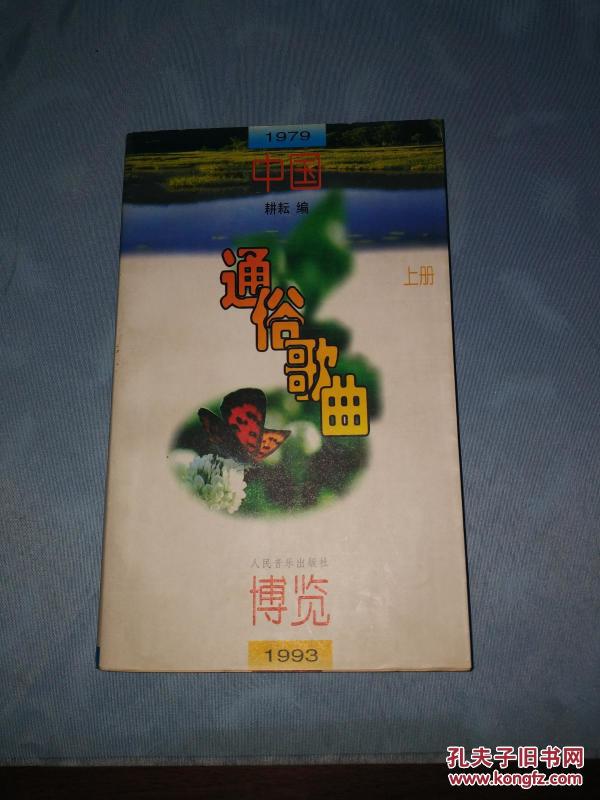 1979
中国
耕耘 编
上册
通俗歌曲
人民音乐出版社
博览
1993
孔夫子旧书网
www.kongfz.com